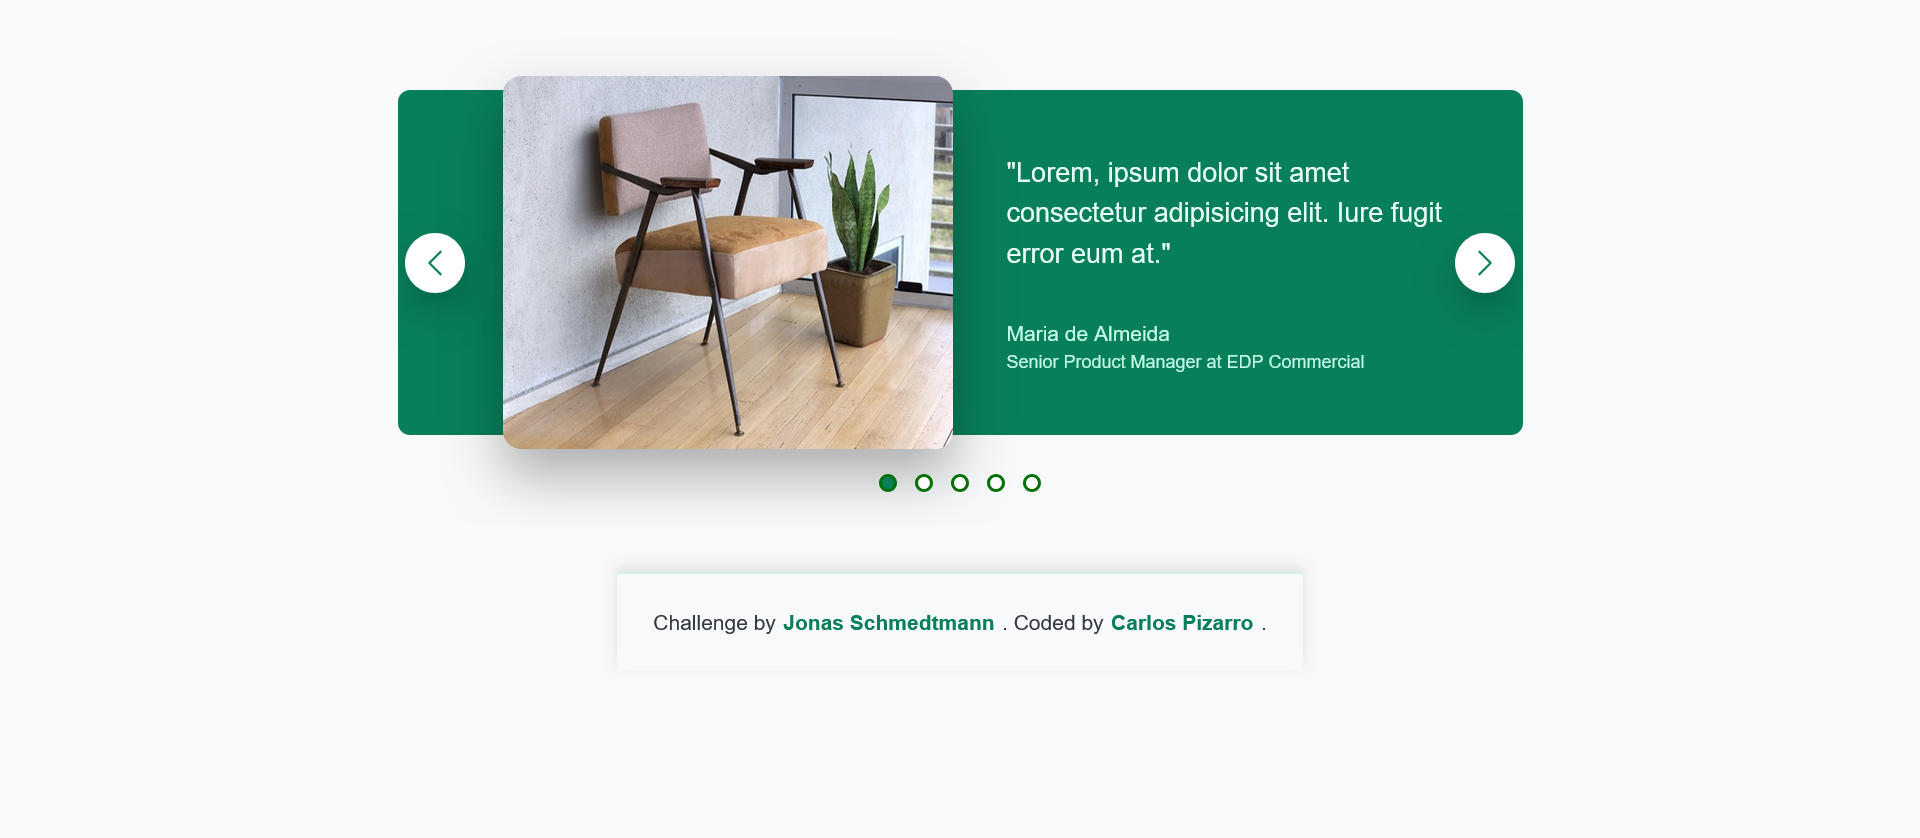 "Lorem, ipsum dolor sit amet
consectetur adipisicing elit. Iure fugit
error eum at."
Maria de Almeida
Senior Product Manager at EDP Commercial
Challenge by Jonas Schmedtmann . Coded by Carlos Pizarro .